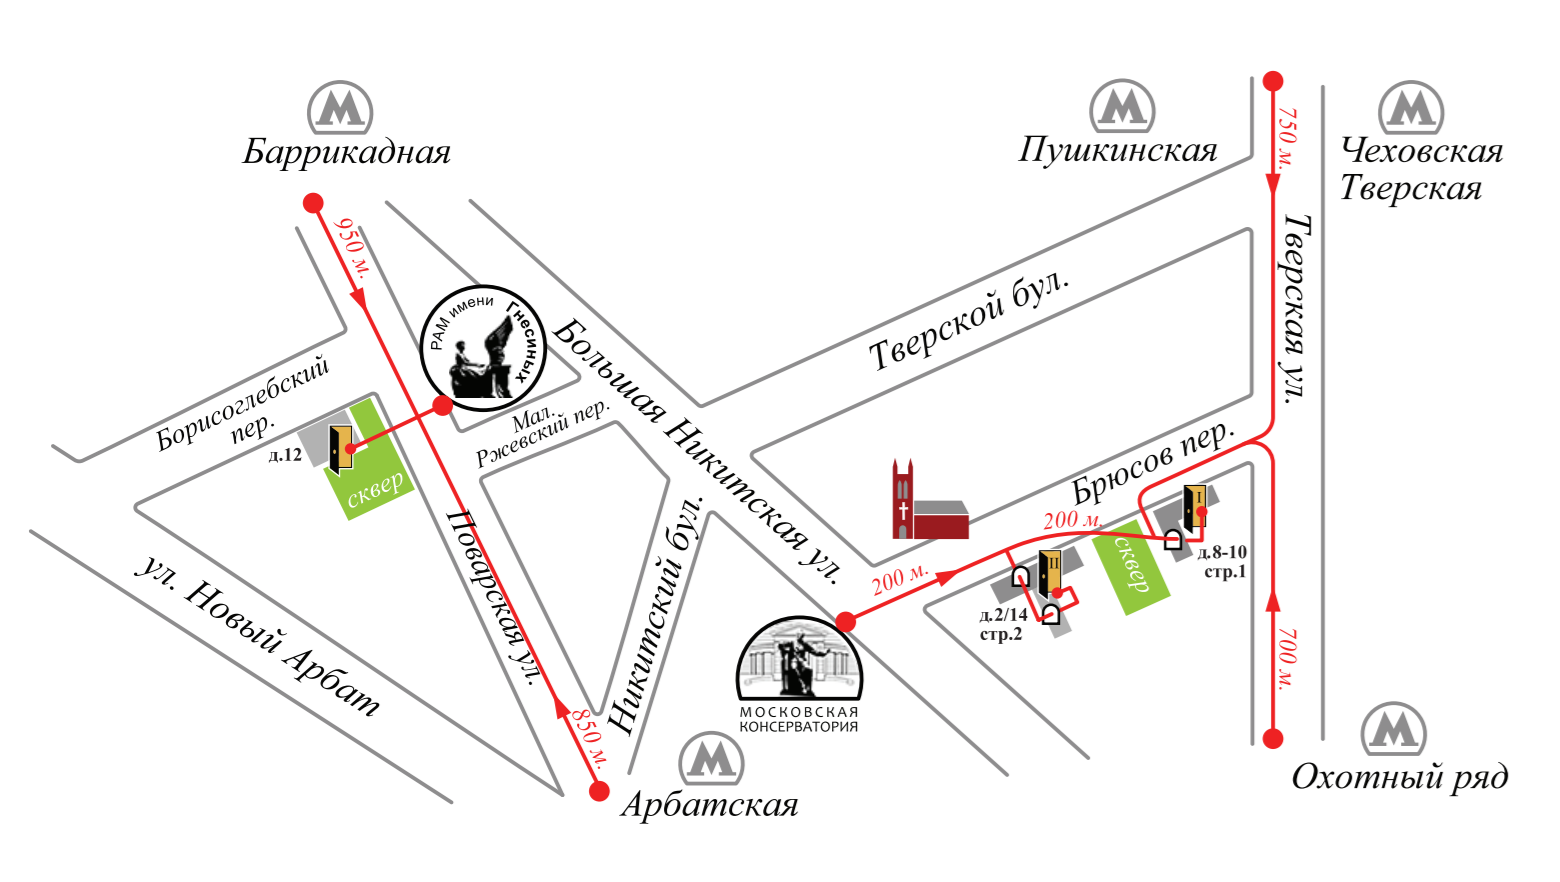 М
Баррикадная
950 м.
РАМ имени
Гнесиных
Борисоглебский
пер.
Мал.
Ржевский пер.
д.12
сквер
ул. Новый Арбат
Поварская ул.
850 м.
Никитский бул.
М
Арбатская
Большая Никитская ул.
МОСКОВСКАЯ
КОНСЕРВАТОРИЯ
М
Пушкинская
М
Чеховская
Тверская
750 м.
Тверская ул.
Тверской бул.
Брюсов пер.
200 м.
200 м.
I
II
сквер
д.8-10
стр.1
д.2/14
стр.2
700 м.
М
Охотный ряд